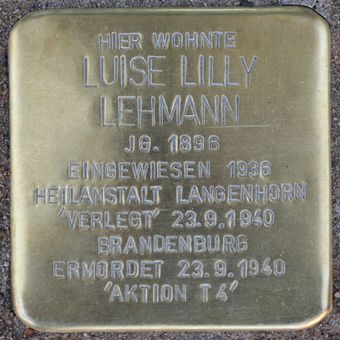 HIER WOHNTE
LUISE LILLY
LEHMANN
JG. 1896
EINGEWIESEN 1936
HEILANSTALT LANGENHORN
'VERLEGT' 23.9.1940
BRANDENBURG
ERMORDET 23.9.1940
'AKTION T4'